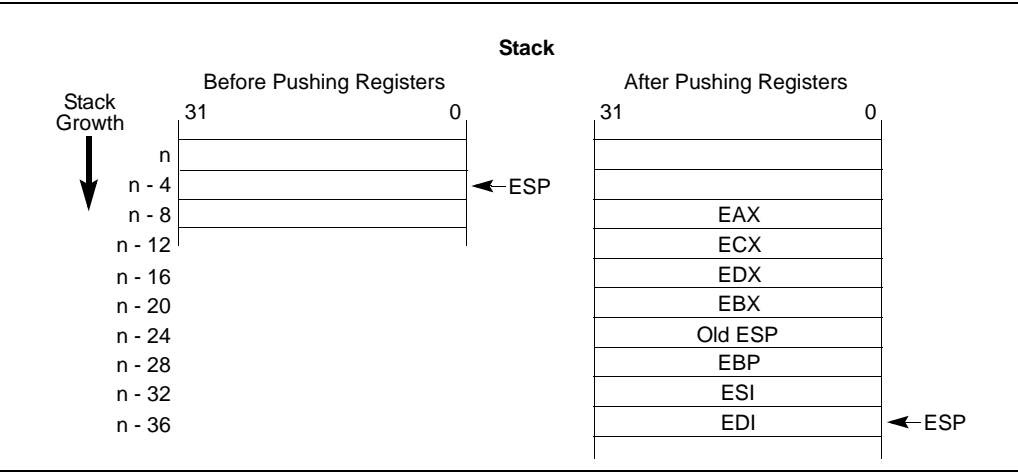 Stack
Before Pushing Registers
After Pushing Registers
Stack
Growth
31 0
31 0
n
n - 4
ESP
n - 8
EAX
n - 12
ECX
n - 16
EDX
n - 20
EBX
n - 24
Old ESP
n - 28
EBP
n - 32
ESI
n - 36
EDI
ESP